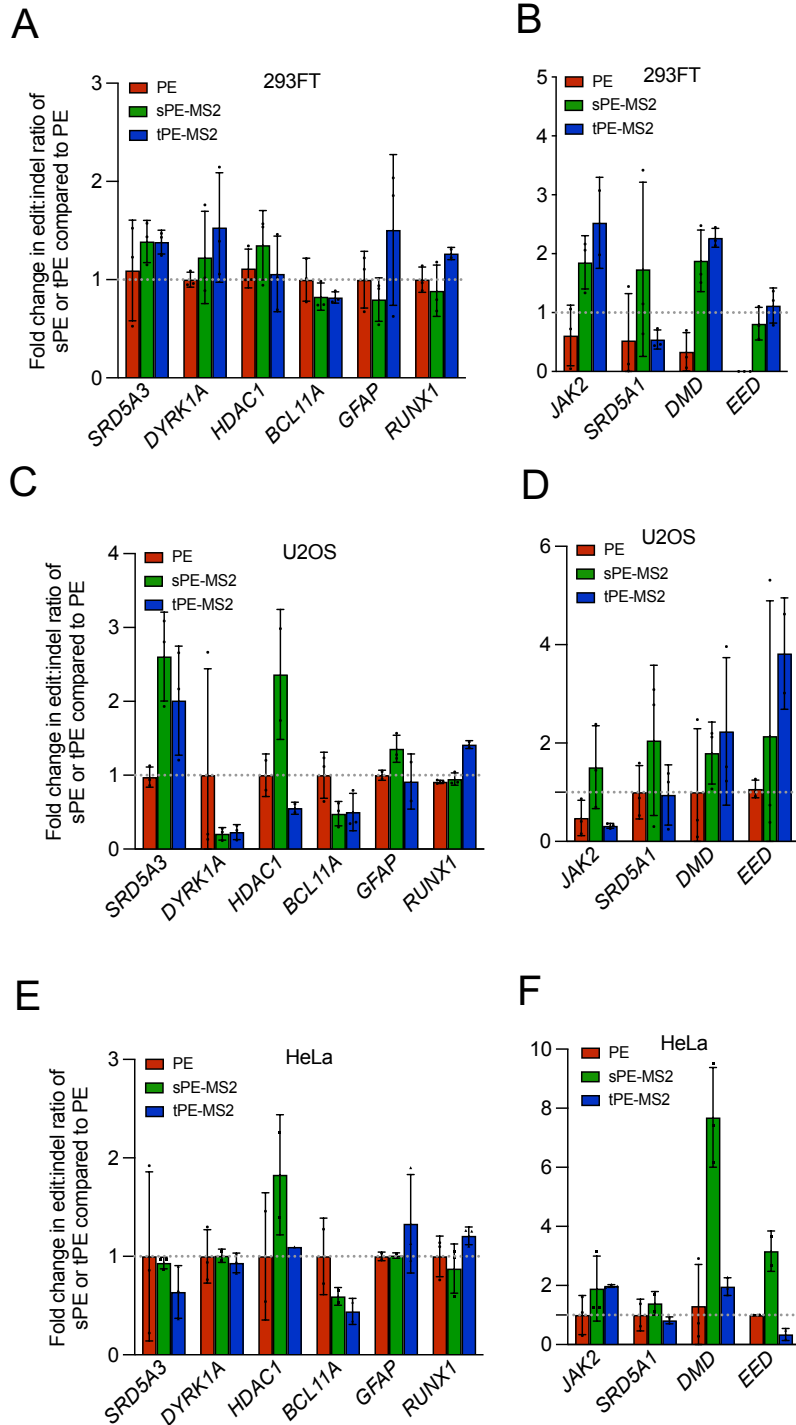 A
293FT
PE
sPE-MS2
tPE-MS2
Fold change in edit:indel ratio of
sPE or tPE compared to PE
3
2
1
0
SRD5A3
DYRK1A
HDAC1
BCL11A
GFAP
RUNX1
B
293FT
PE
sPE-MS2
tPE-MS2
5
4
3
2
1
0
JAK2
SRD5A1
DMD
EED
C
U2OS
PE
sPE-MS2
tPE-MS2
Fold change in edit:indel ratio of
sPE or tPE compared to PE
4
3
2
1
0
SRD5A3
DYRK1A
HDAC1
BCL11A
GFAP
RUNX1
D
U2OS
PE
sPE-MS2
tPE-MS2
6
4
2
0
JAK2
SRD5A1
DMD
EED
E
HeLa
PE
sPE-MS2
tPE-MS2
Fold change in edit:indel ratio of
sPE or tPE compared to PE
3
2
1
0
SRD5A3
DYRK1A
HDAC1
BCL11A
GFAP
RUNX1
F
HeLa
PE
sPE-MS2
tPE-MS2
10
8
6
4
2
0
JAK2
SRD5A1
DMD
EED